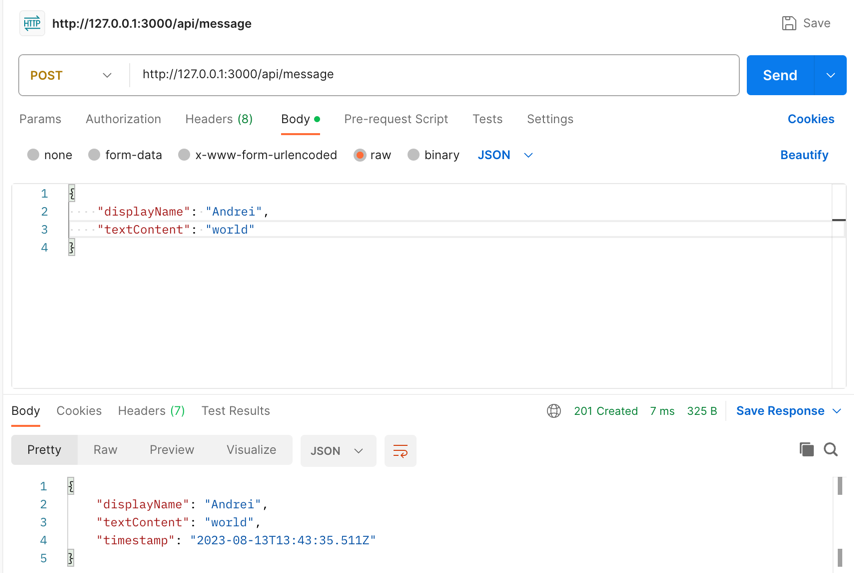 HTTP http://127.0.0.1:3000/api/message Save
POST http://127.0.0.1:3000/api/message Send
Params Authorization Headers (8) Body Pre-request Script Tests Settings Cookies
none form-data x-www-form-urlencoded raw binary JSON Beautify
1 {
2 "displayName": "Andrei",
3 "textContent": "world"
4 }
Body Cookies Headers (7) Test Results 201 Created 7 ms 325 B Save Response
Pretty Raw Preview Visualize JSON
1 {
2 "displayName": "Andrei",
3 "textContent": "world",
4 "timestamp": "2023-08-13T13:43:35.511Z"
5 }